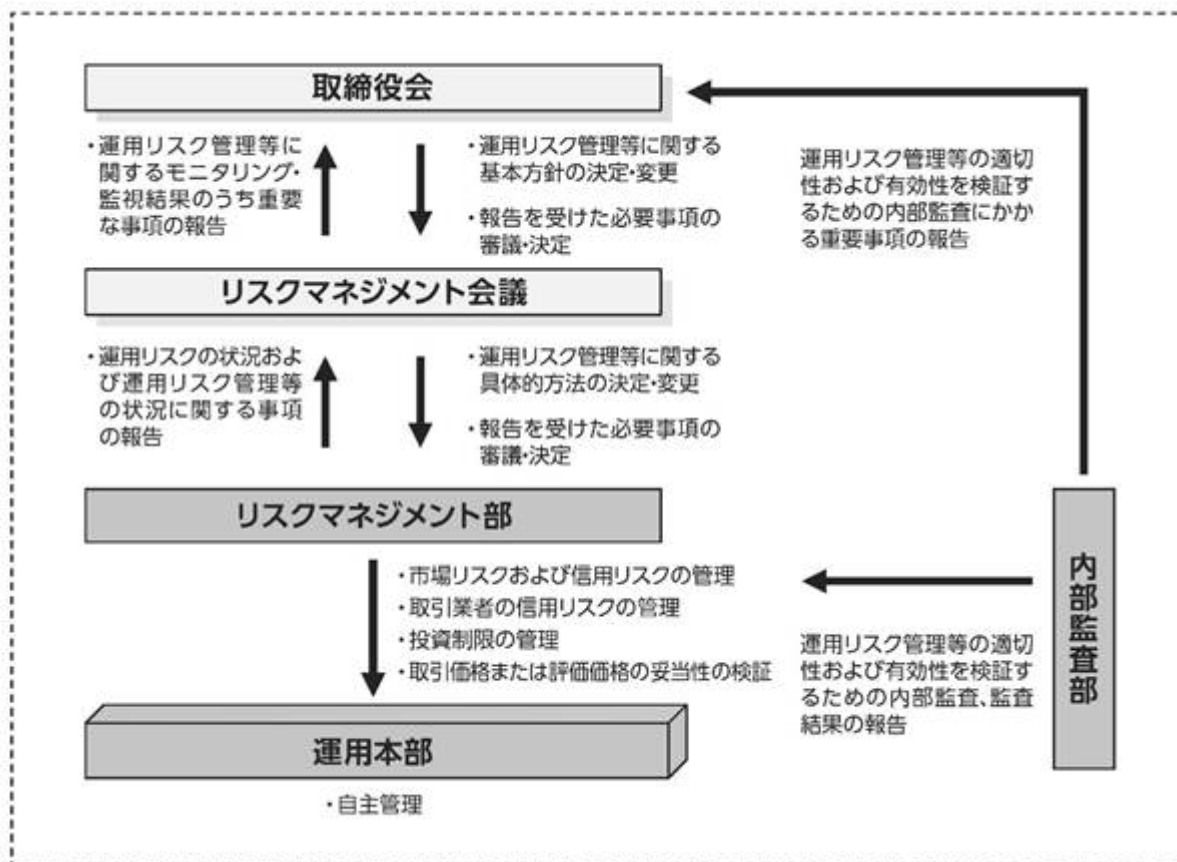 取締役会
・運用リスク管理等に
関するモニタリング・
監視結果のうち重要
な事項の報告
・運用リスク管理等に関する
基本方針の決定・変更
・報告を受けた必要事項の
審議・決定
運用リスク管理等の適切
性および有効性を検証す
るための内部監査にかか
る重要事項の報告
リスクマネジメント会議
・運用リスクの状況およ
び運用リスク管理等
の状況に関する事項
の報告
・運用リスク管理等に関する
具体的方法の決定・変更
・報告を受けた必要事項の
審議・決定
リスクマネジメント部
・市場リスクおよび信用リスクの管理
・取引業者の信用リスクの管理
・投資制限の管理
・取引価格または評価価格の妥当性の検証
運用リスク管理等の適切
性および有効性を検証す
るための内部監査、監査
結果の報告
内部監査部
運用本部
・自主管理